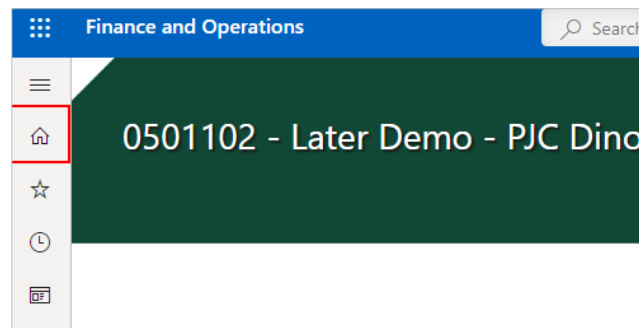 Finance and Operations
Search
0501102 - Later Demo - PJC Dino